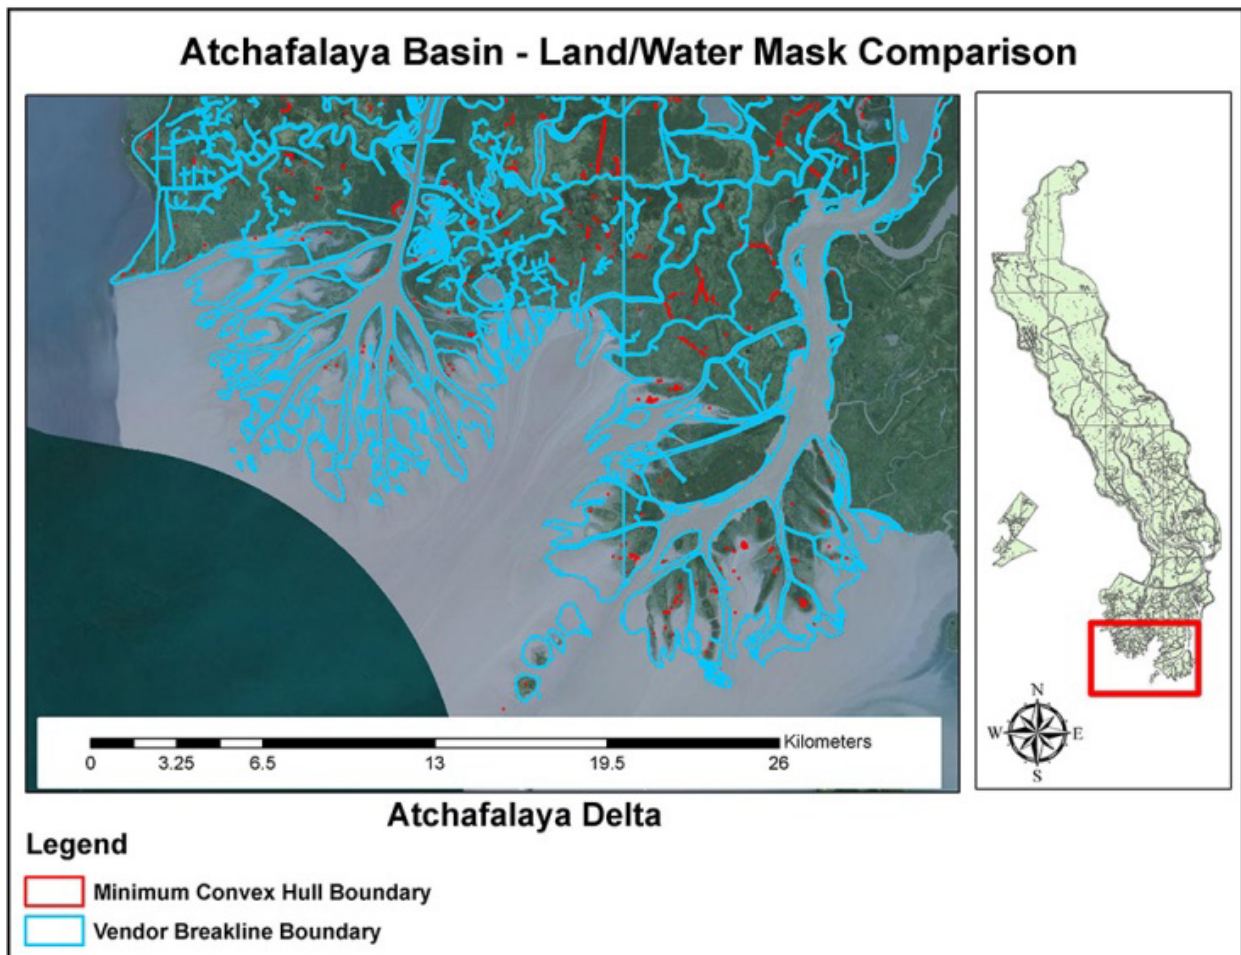 Atchafalaya Basin - Land/Water Mask Comparison
Kilometers
0 3.25 6.5 13 19.5 26
N
W E
S
Atchafalaya Delta
Legend
Minimum Convex Hull Boundary
Vendor Breakline Boundary